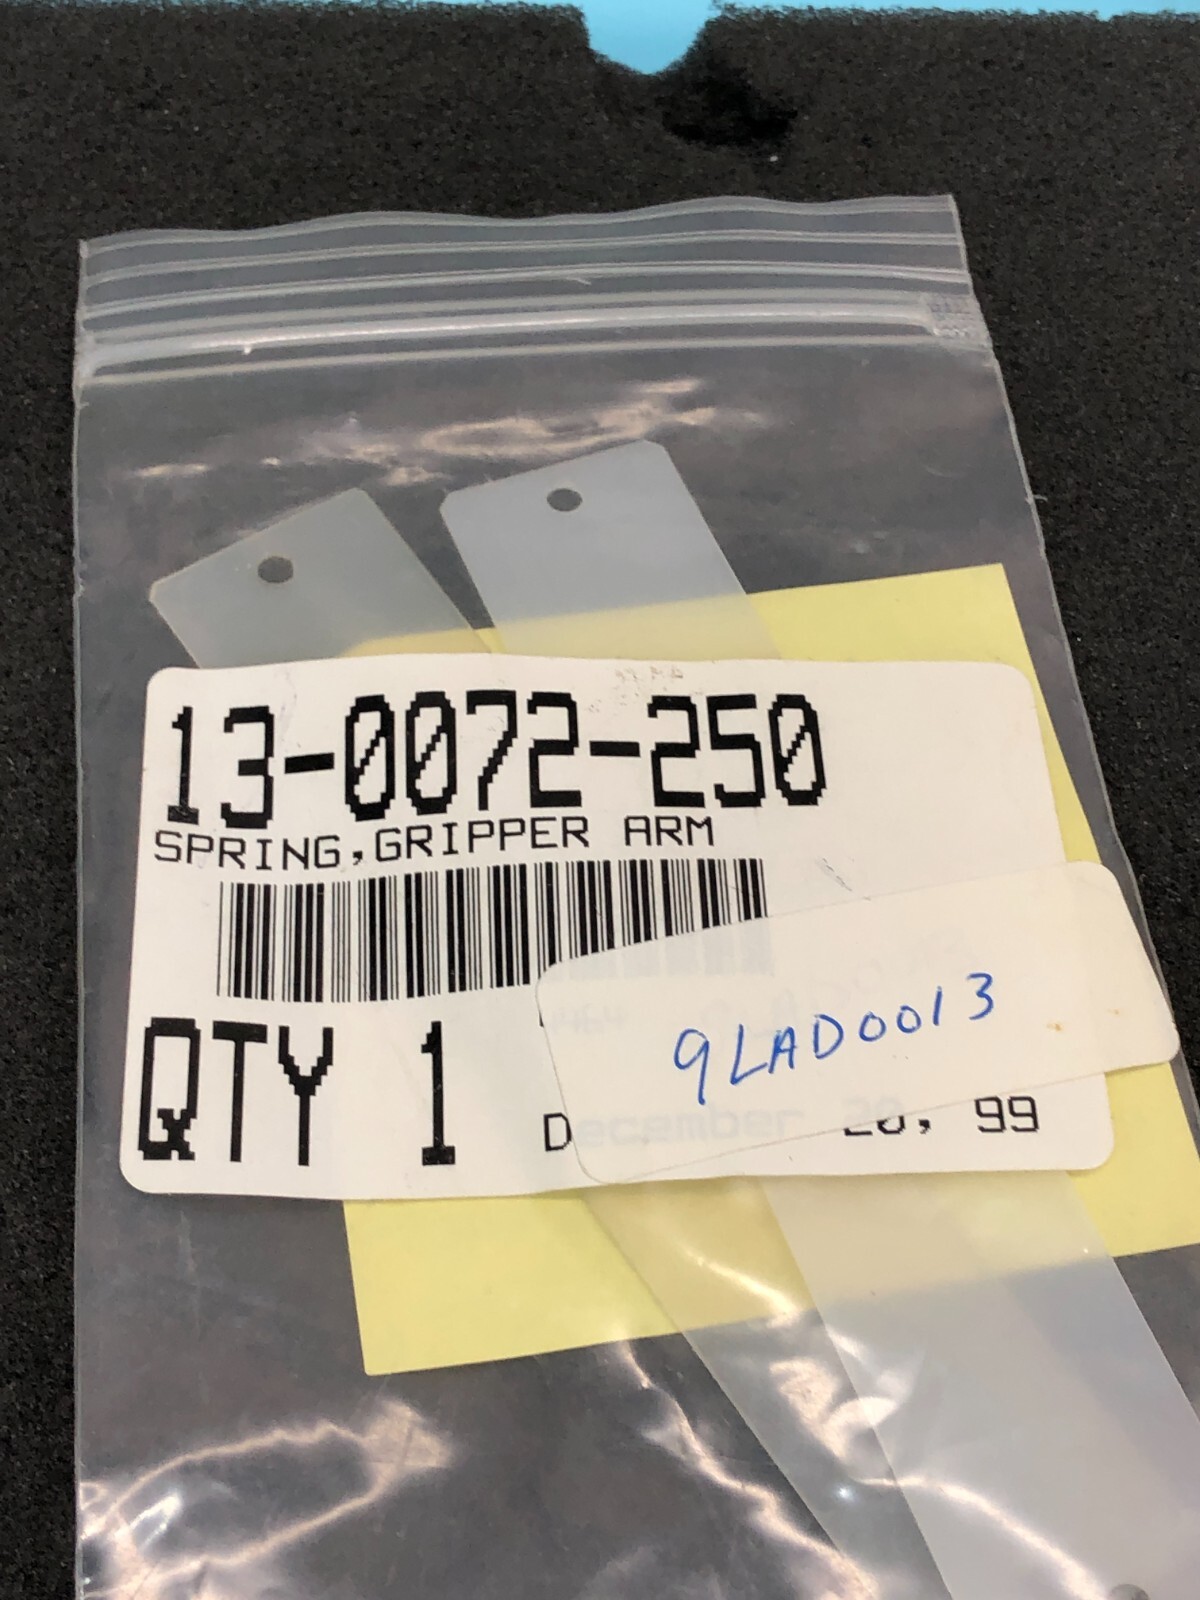 13-0072-250
SPRING,GRIPPER ARM
9LAD0013
QTY 1
December 20, 99